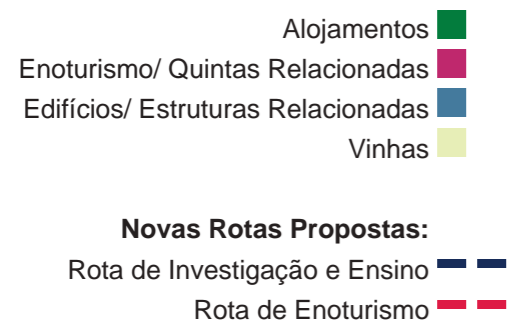 Alojamentos
Enoturismo/ Quintas Relacionadas
Edifícios/ Estruturas Relacionadas
Vinhas
Novas Rotas Propostas:
Rota de Investigação e Ensino
Rota de Enoturismo